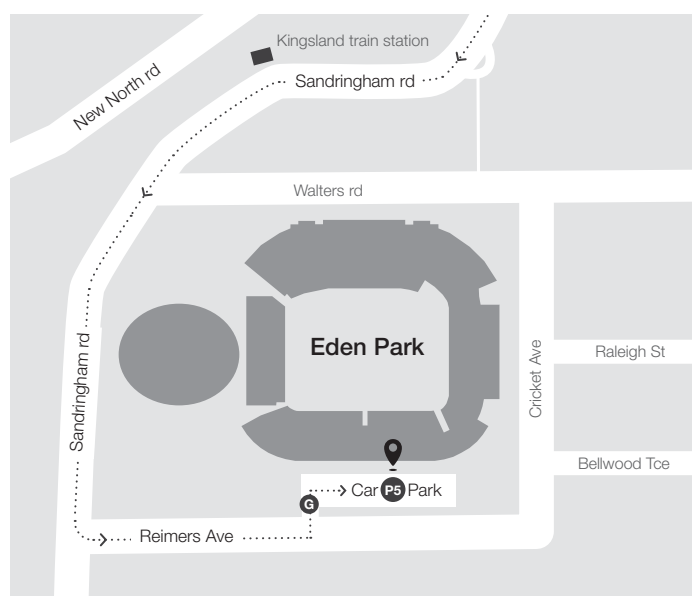 Kingsland train station
Sandringham rd
New North rd
Walters rd
Eden Park
Raleigh St
Cricket Ave
Sandringham rd
Bellwood Tce
Car P5 Park
G
Reimers Ave